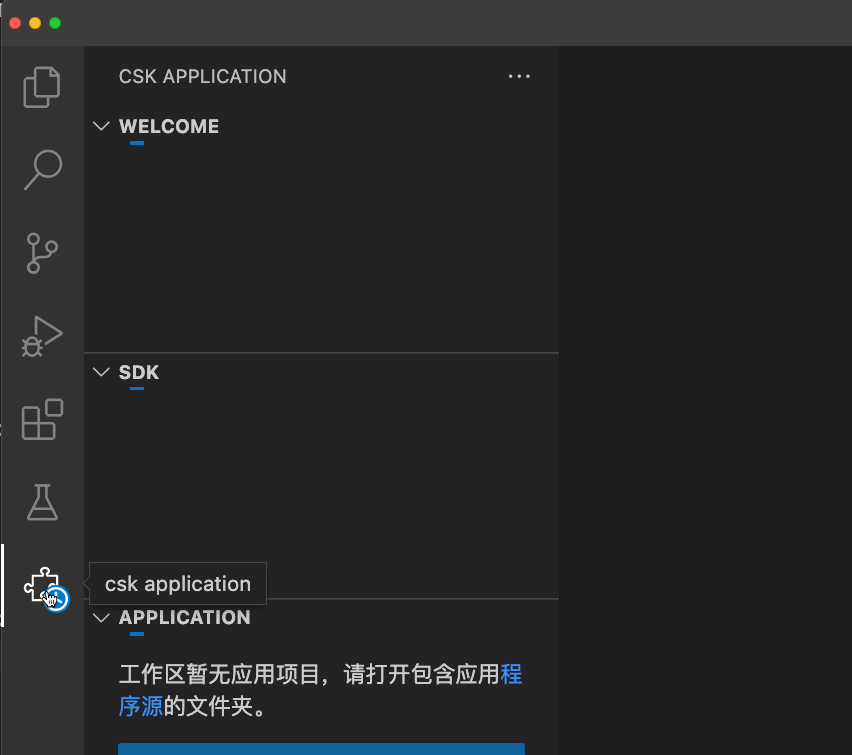 CSK APPLICATION
WELCOME
SDK
csk application
APPLICATION
工作区暂无应用项目，请打开包含应用程
序源的文件夹。